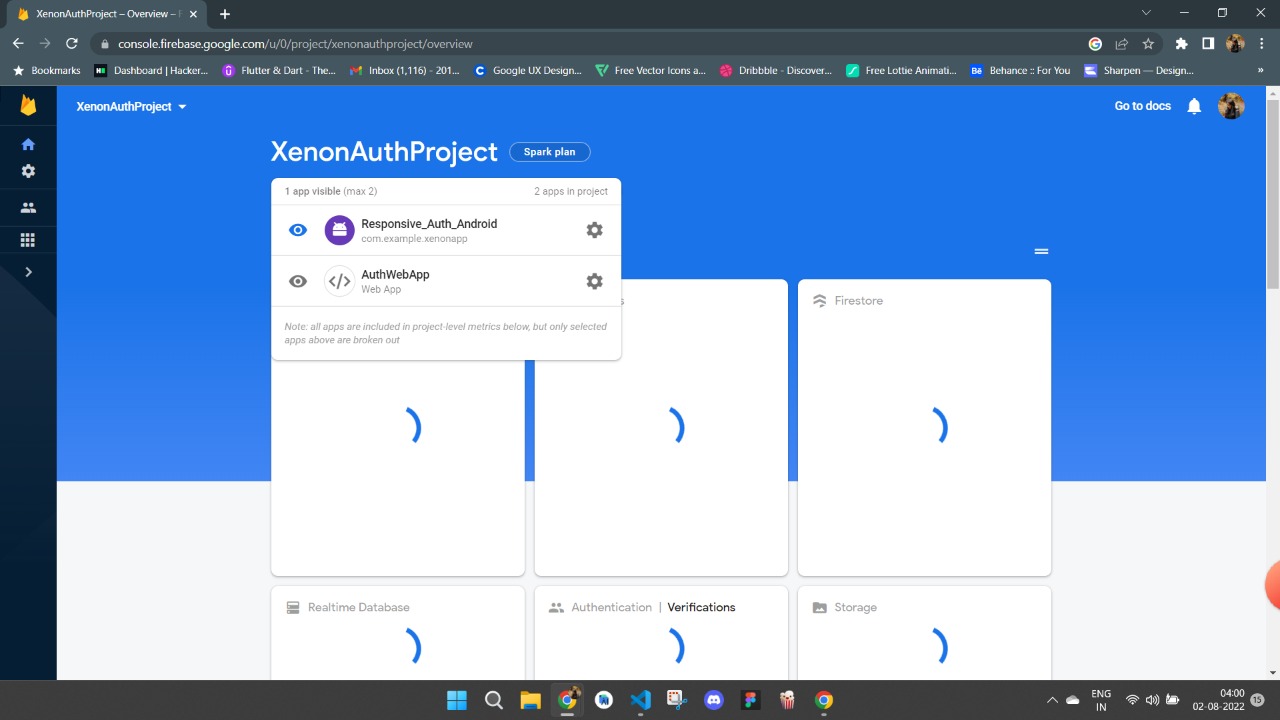 XenonAuthProject – Overview – F
console.firebase.google.com/u/0/project/xenonauthproject/overview
Bookmarks
Dashboard | Hacker...
Flutter & Dart - The...
Inbox (1,116) - 201...
Google UX Design...
Free Vector Icons a...
Dribbble - Discover...
Free Lottie Animati...
Behance :: For You
Sharpen — Design...
»
XenonAuthProject
Go to docs
XenonAuthProject
Spark plan
1 app visible (max 2)
2 apps in project
Responsive_Auth_Android
com.example.xenonapp
AuthWebApp
Web App
Note: all apps are included in project-level metrics below, but only selected
apps above are broken out
s
Firestore
Realtime Database
Authentication | Verifications
Storage
ENG
IN
04:00
02-08-2022
15